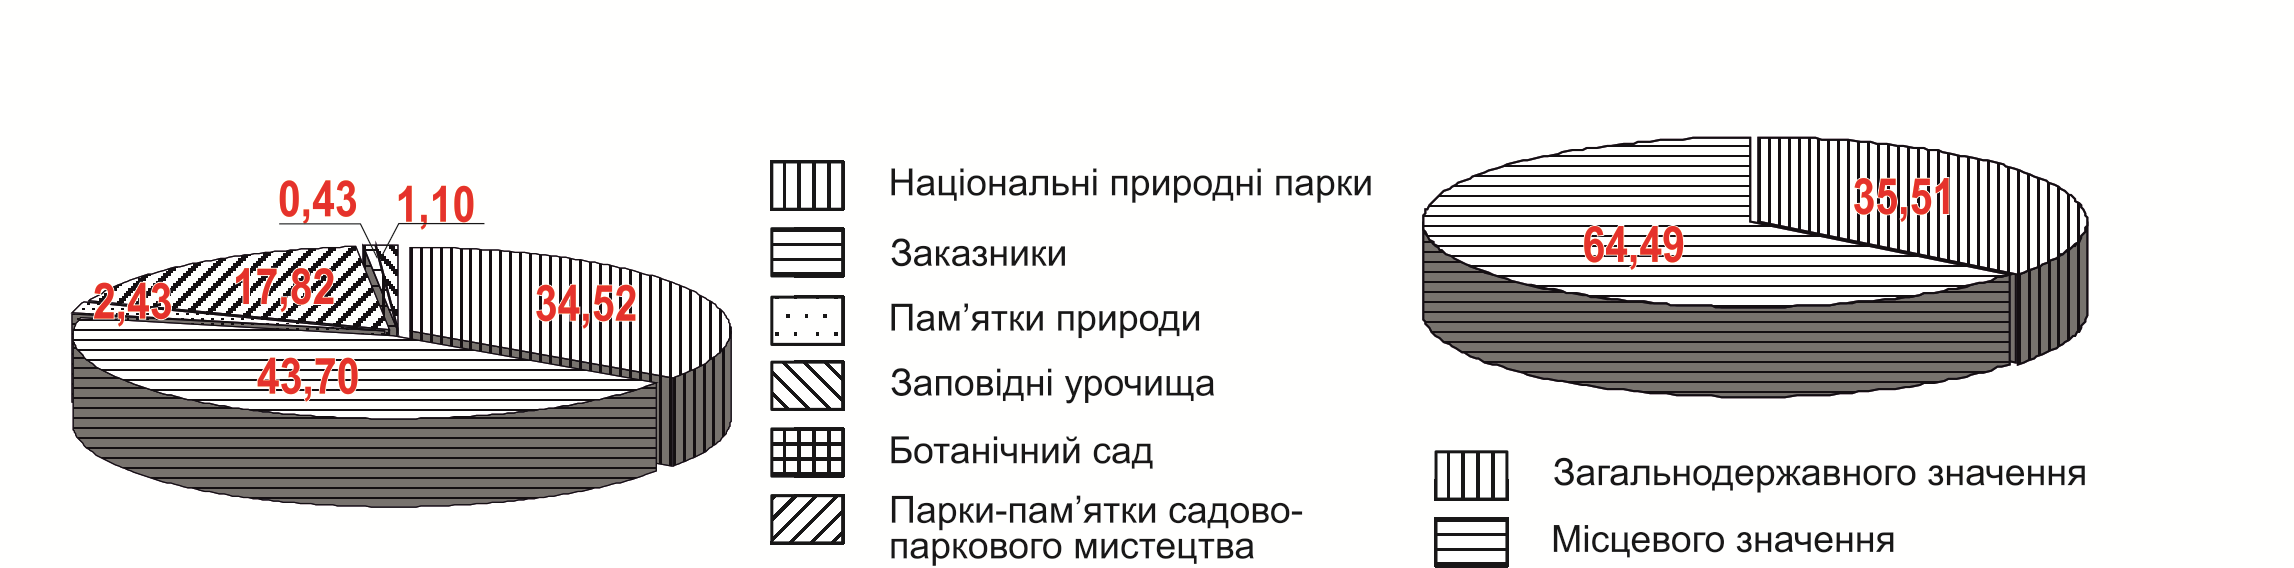 0,43
1,10
2,43
17,82
34,52
43,70
Національні природні парки
Заказники
Пам’ятки природи
Заповідні урочища
Ботанічний сад
Парки-пам’ятки садово-
паркового мистецтва
35,51
64,49
Загальнодержавного значення
Місцевого значення